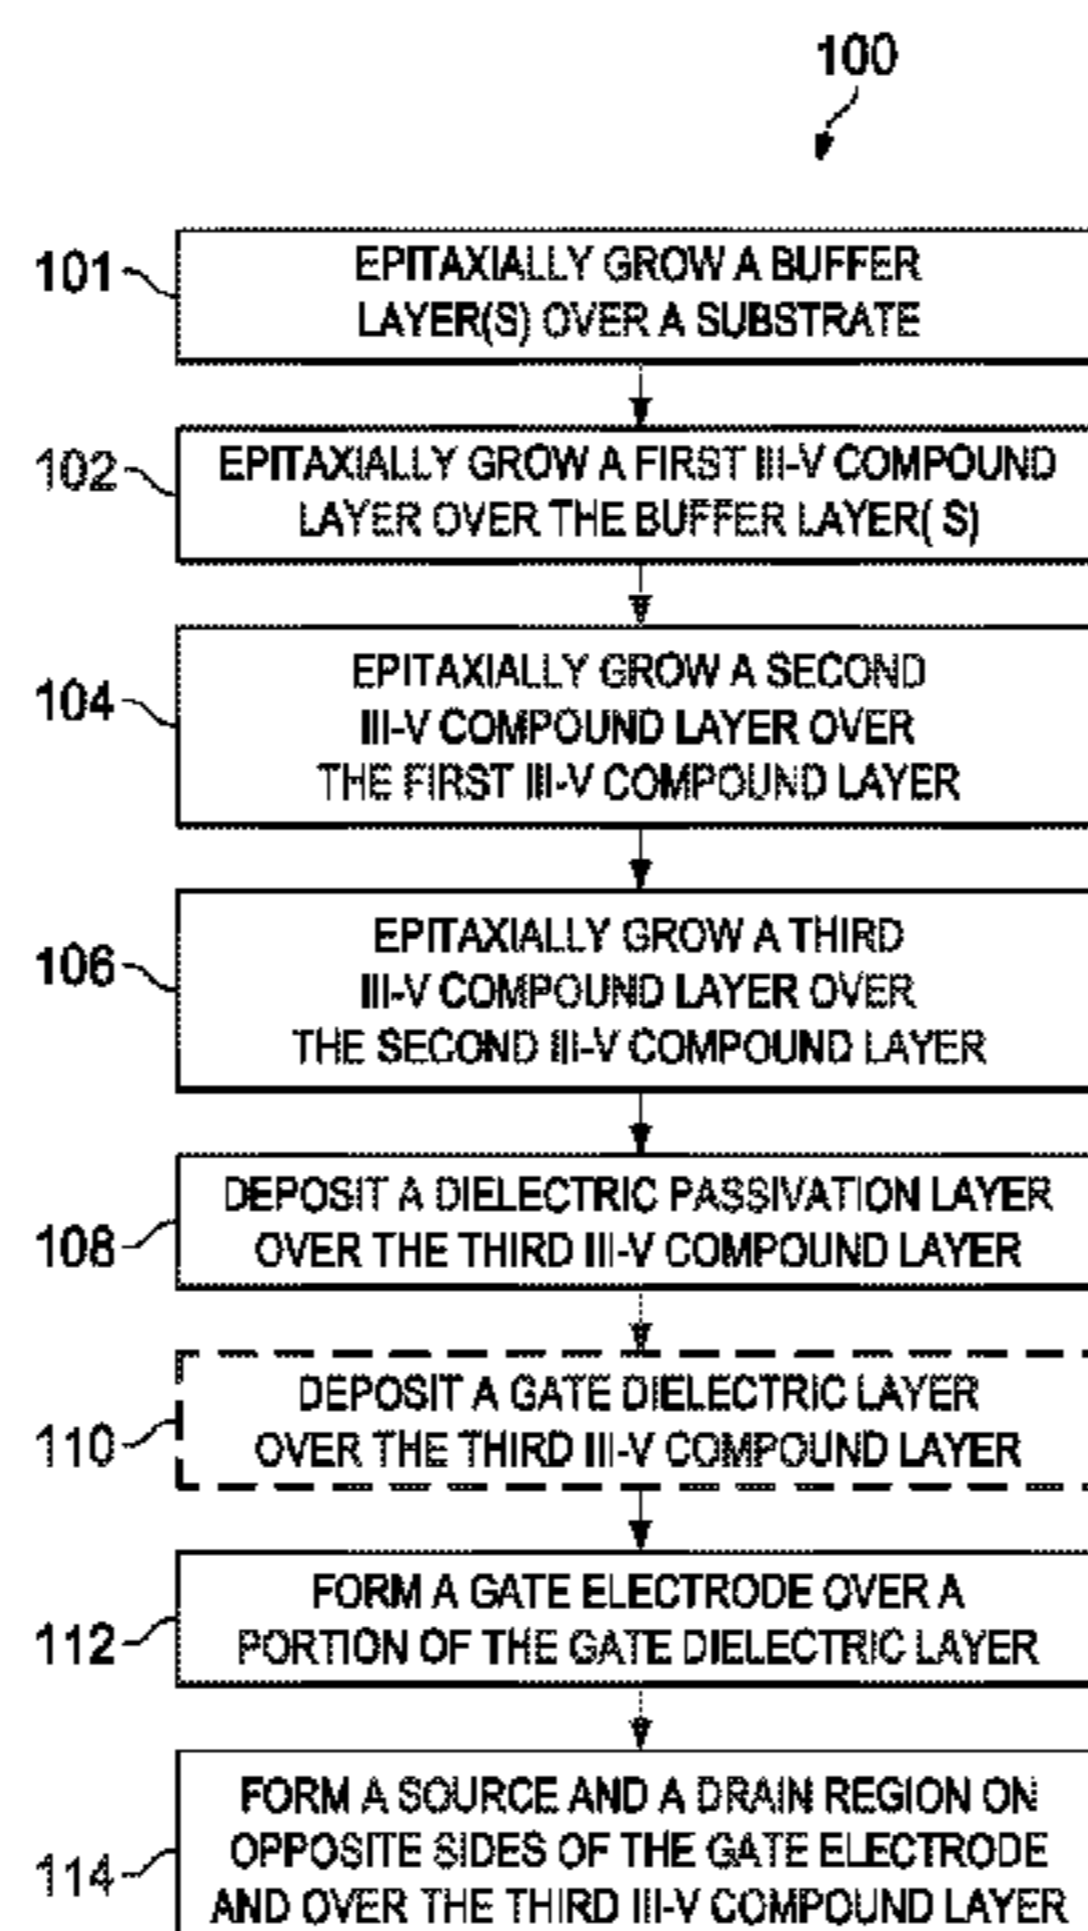 100
101
EPITAXIALLY GROW A BUFFER
LAYER(S) OVER A SUBSTRATE
102
EPITAXIALLY GROW A FIRST III-V COMPOUND
LAYER OVER THE BUFFER LAYER( S)
104
EPITAXIALLY GROW A SECOND
III-V COMPOUND LAYER OVER
THE FIRST III-V COMPOUND LAYER
106
EPITAXIALLY GROW A THIRD
III-V COMPOUND LAYER OVER
THE SECOND III-V COMPOUND LAYER
108
DEPOSIT A DIELECTRIC PASSIVATION LAYER
OVER THE THIRD III-V COMPOUND LAYER
110
DEPOSIT A GATE DIELECTRIC LAYER
OVER THE THIRD III-V COMPOUND LAYER
112
FORM A GATE ELECTRODE OVER A
PORTION OF THE GATE DIELECTRIC LAYER
114
FORM A SOURCE AND A DRAIN REGION ON
OPPOSITE SIDES OF THE GATE ELECTRODE
AND OVER THE THIRD III-V COMPOUND LAYER